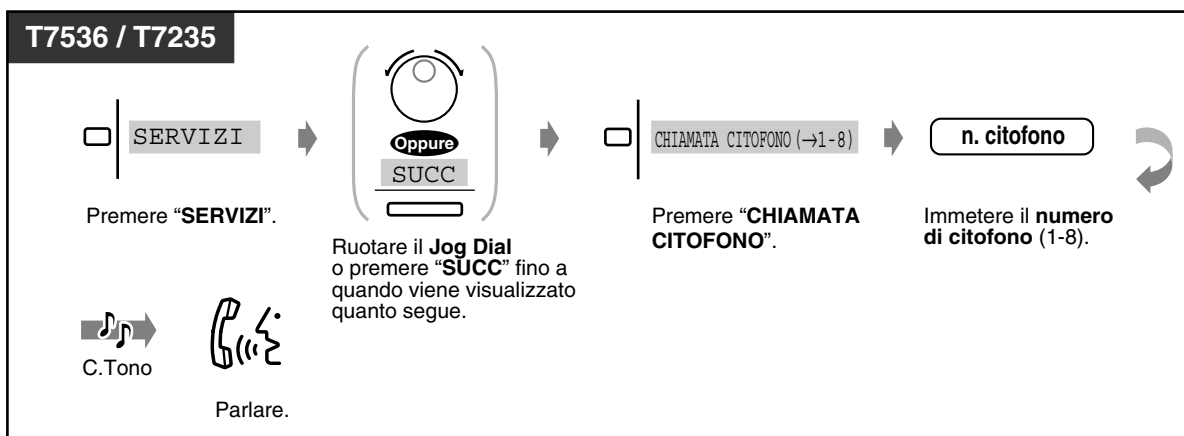 T7536 / T7235
SERVIZI
Oppure
SUCC
CHIAMATA CITOFONO (→1-8)
n. citofono
Premere “SERVIZI”.
Ruotare il Jog Dial
o premere “SUCC” fino a
quando viene visualizzato
quanto segue.
Premere “CHIAMATA
CITOFONO”.
Immetere il numero
di citofono (1-8).
C.Tono
Parlare.